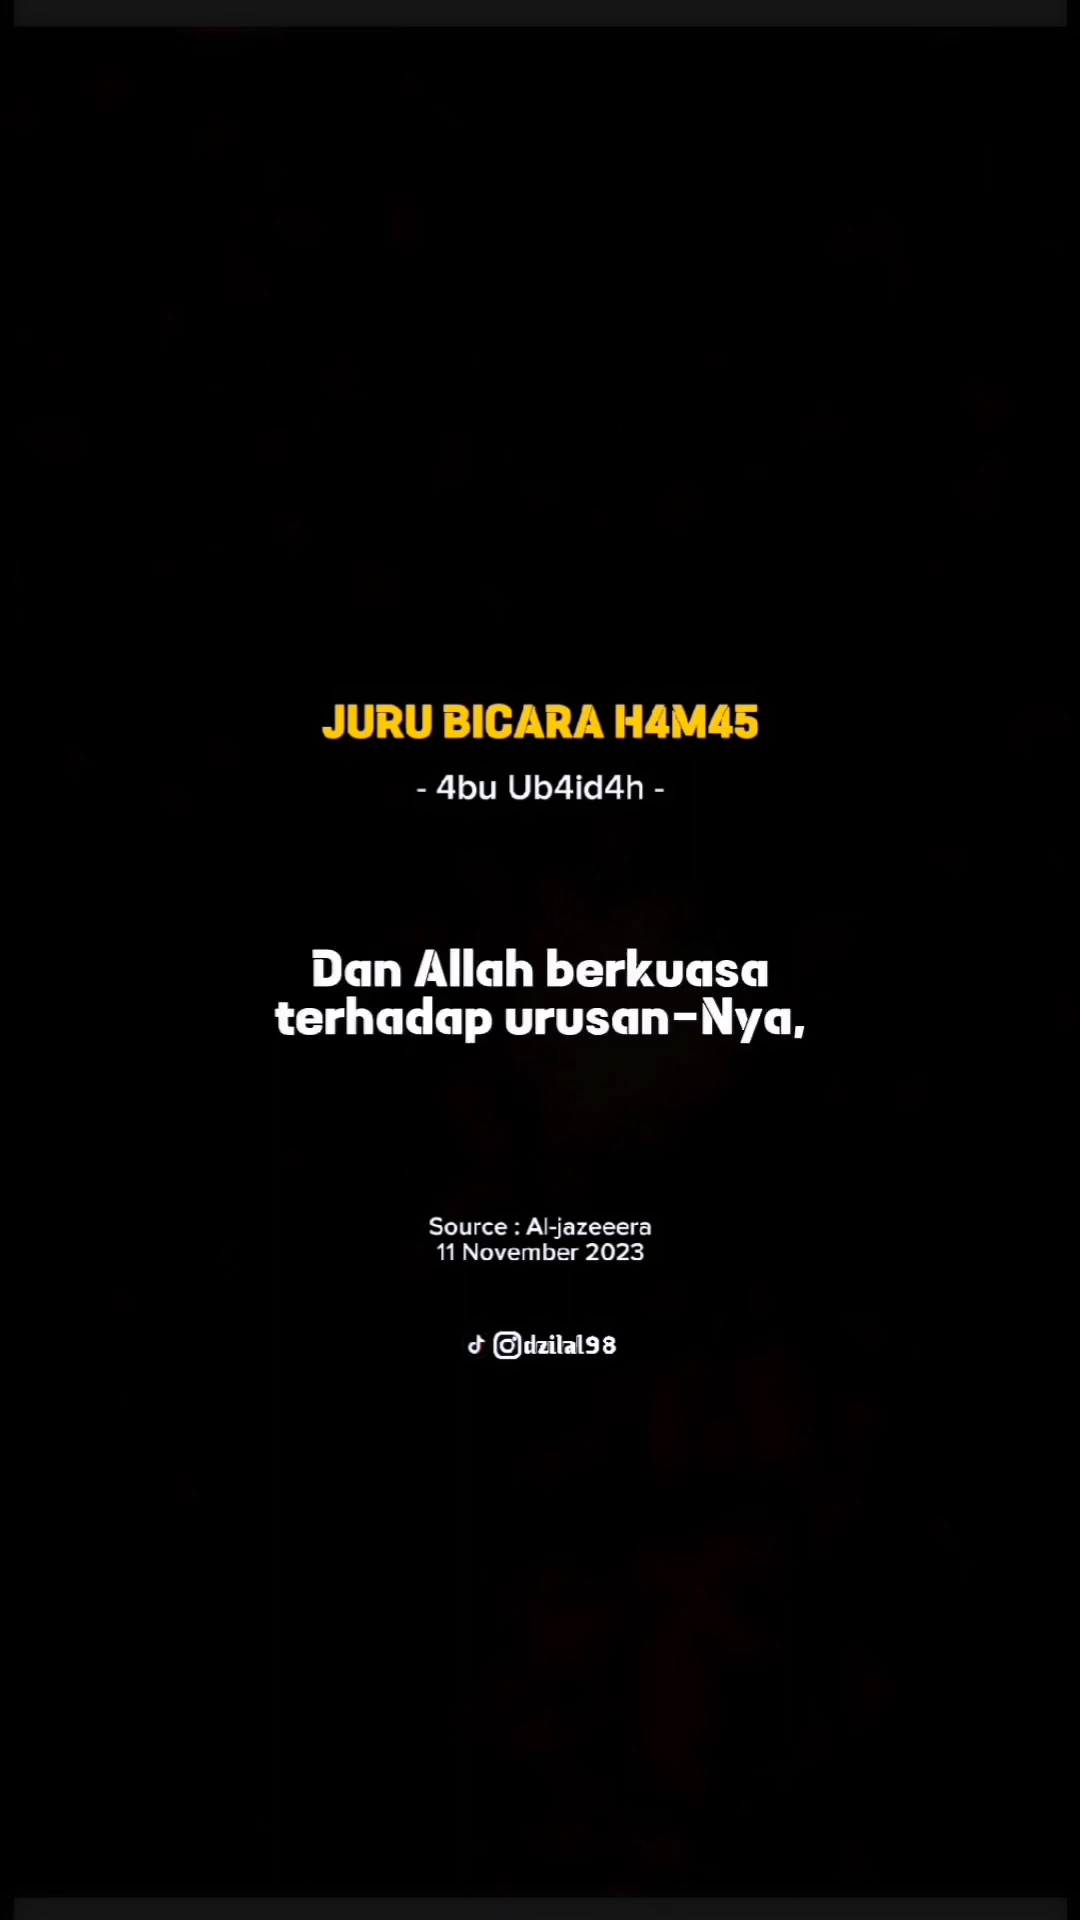 JURU BICARA H4M45
- 4bu Ub4id4h -
Dan Allah berkuasa
terhadap urusan-Nya,
Source : Al-jazeeera
11 November 2023
dzilal98